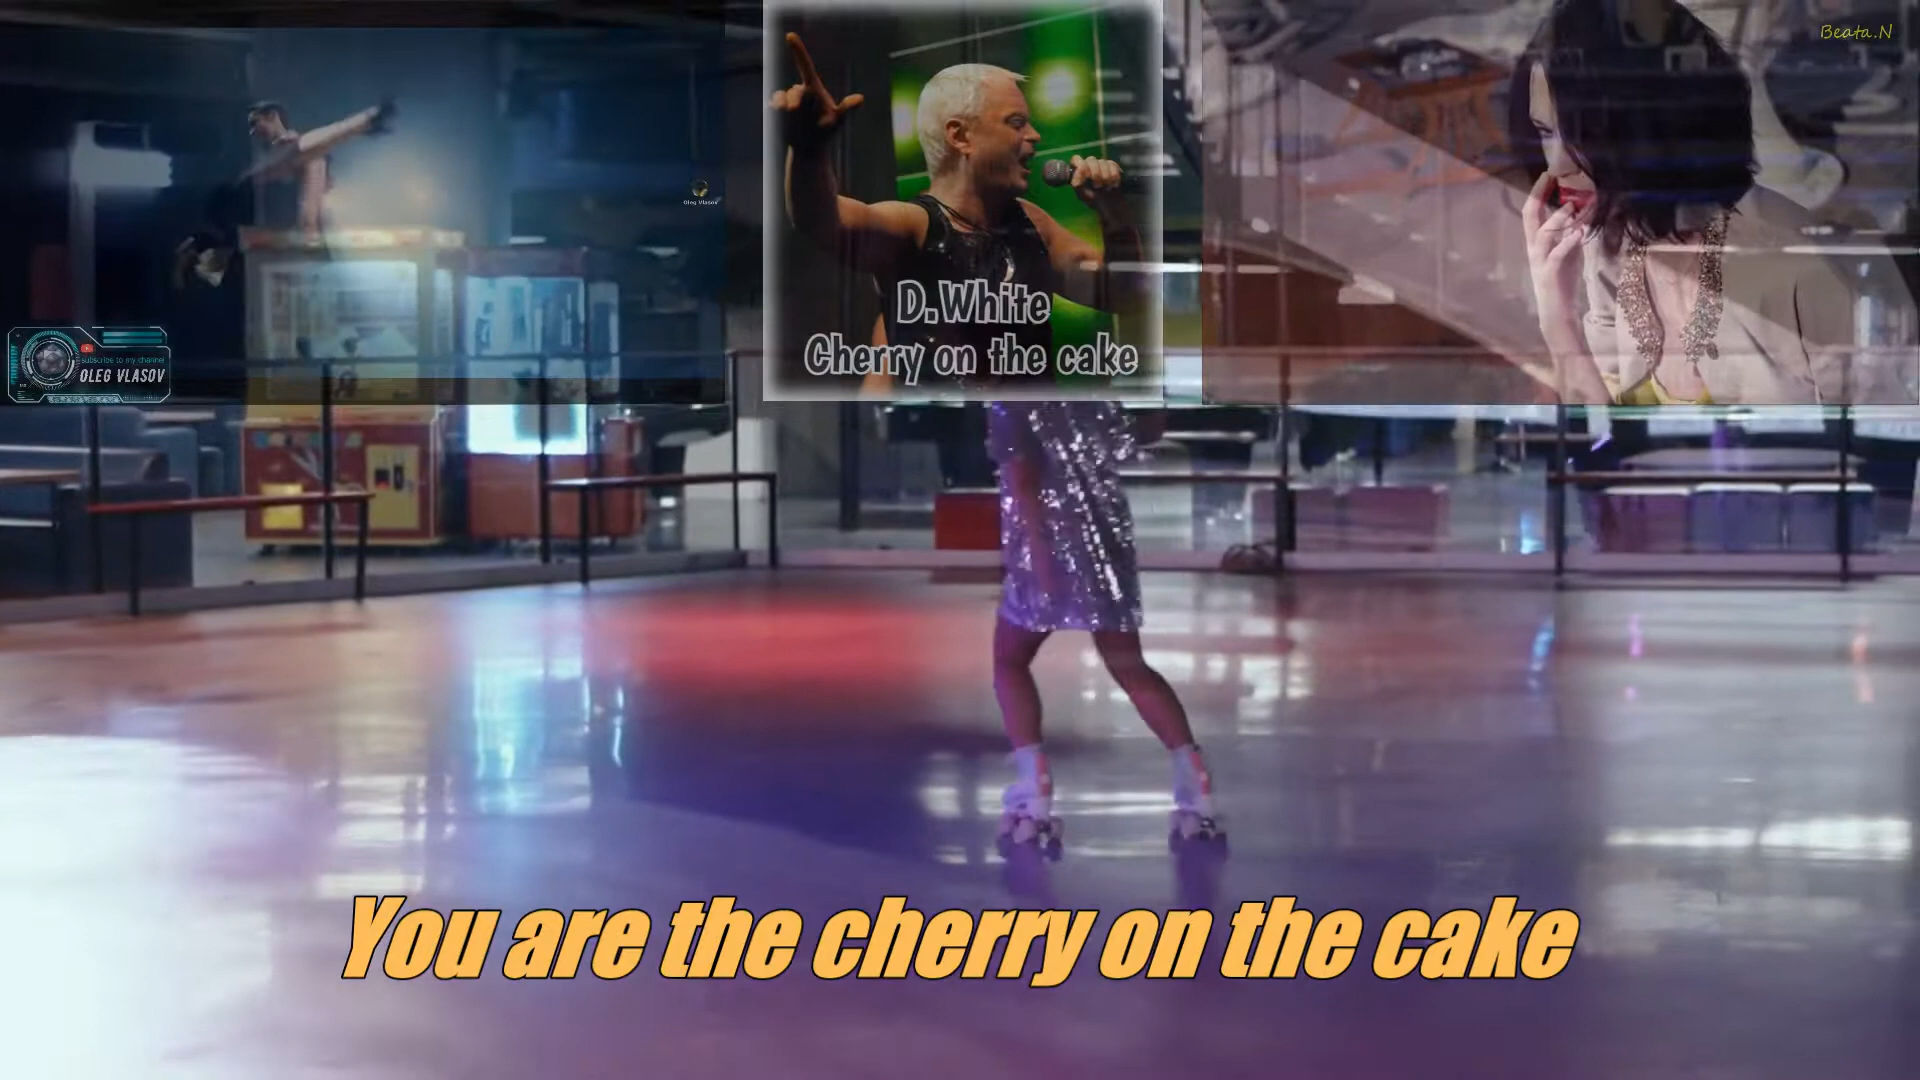 Beata.N
Oleg Vlasov
D.White
Cherry on the cake
subscribe to my channel
OLEG VLASOV
You are the cherry on the cake